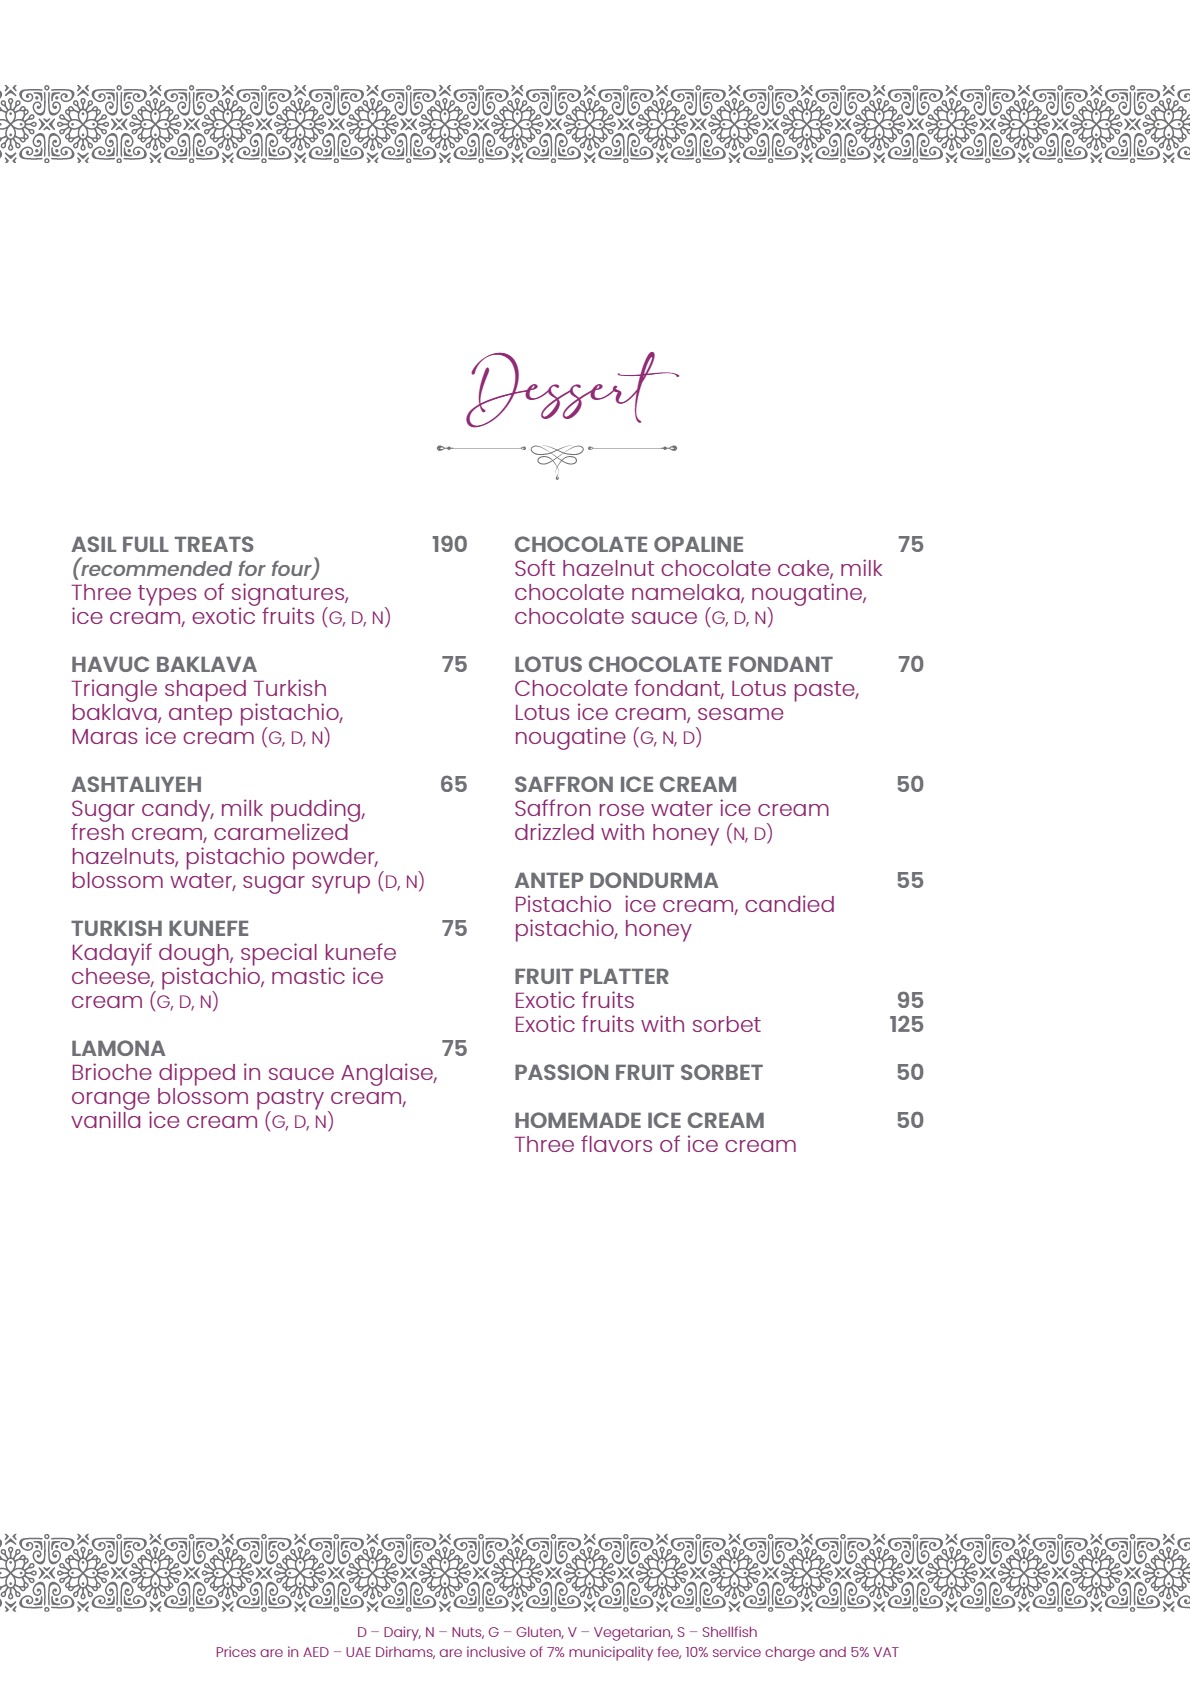 Dessert
ASIL FULL TREATS 190
(recommended for four)
Three types of signatures,
ice cream, exotic fruits (G, D, N)
HAVUC BAKLAVA 75
Triangle shaped Turkish
baklava, antep pistachio,
Maras ice cream (G, D, N)
ASHTALIYEH 65
Sugar candy, milk pudding,
fresh cream, caramelized
hazelnuts, pistachio powder,
blossom water, sugar syrup (D, N)
TURKISH KUNEFE 75
Kadayif dough, special kunefe
cheese, pistachio, mastic ice
cream (G, D, N)
LAMONA 75
Brioche dipped in sauce Anglaise,
orange blossom pastry cream,
vanilla ice cream (G, D, N)
CHOCOLATE OPALINE 75
Soft hazelnut chocolate cake, milk
chocolate namelaka, nougatine,
chocolate sauce (G, D, N)
LOTUS CHOCOLATE FONDANT 70
Chocolate fondant, Lotus paste,
Lotus ice cream, sesame
nougatine (G, N, D)
SAFFRON ICE CREAM 50
Saffron rose water ice cream
drizzled with honey (N, D)
ANTEP DONDURMA 55
Pistachio ice cream, candied
pistachio, honey
FRUIT PLATTER
Exotic fruits 95
Exotic fruits with sorbet 125
PASSION FRUIT SORBET 50
HOMEMADE ICE CREAM 50
Three flavors of ice cream
D – Dairy, N – Nuts, G – Gluten, V – Vegetarian, S – Shellfish
Prices are in AED – UAE Dirhams, are inclusive of 7% municipality fee, 10% service charge and 5% VAT